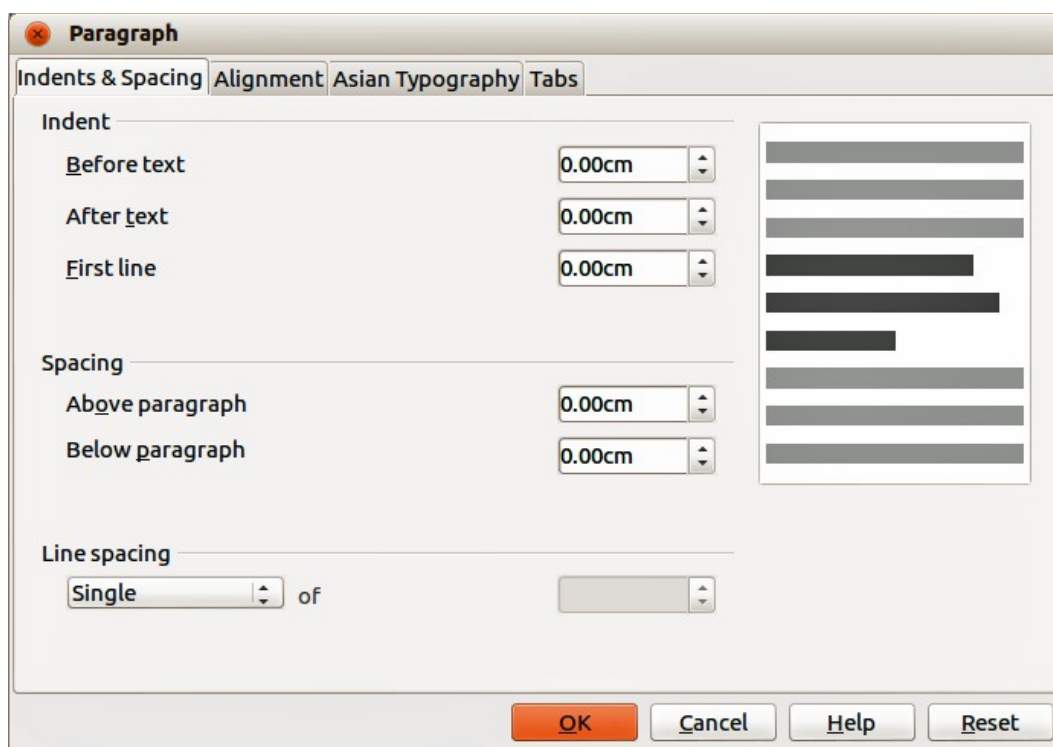 Paragraph
Indents & Spacing Alignment Asian Typography Tabs
Indent
Before text 0.00cm
After text 0.00cm
First line 0.00cm
Spacing
Above paragraph 0.00cm
Below paragraph 0.00cm
Line spacing
Single of
OK Cancel Help Reset